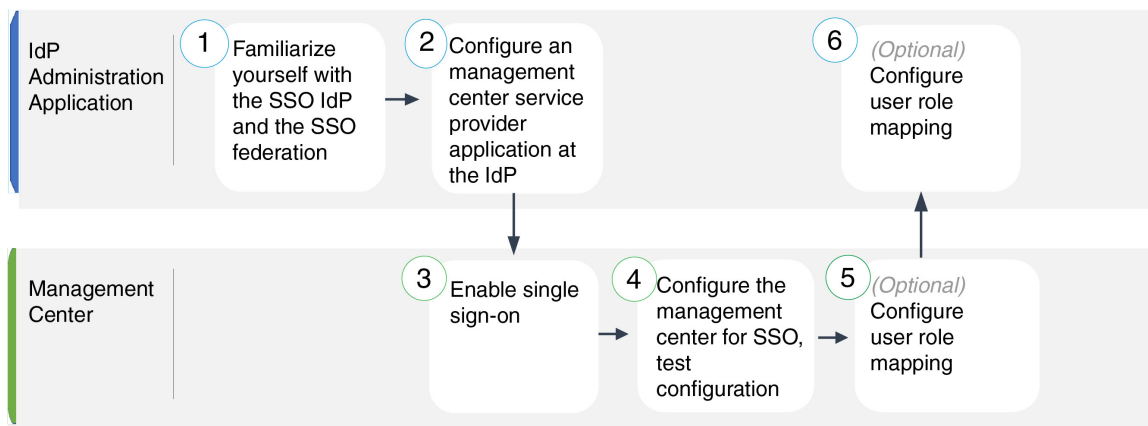 IdP
Administration
Application
1
Familiarize
yourself with
the SSO IdP
and the SSO
federation
2
Configure an
management
center service
provider
application at
the IdP
6
(Optional)
Configure
user role
mapping
Management
Center
3
Enable single
sign-on
4
Configure the
management
center for SSO,
test
configuration
5
(Optional)
Configure
user role
mapping